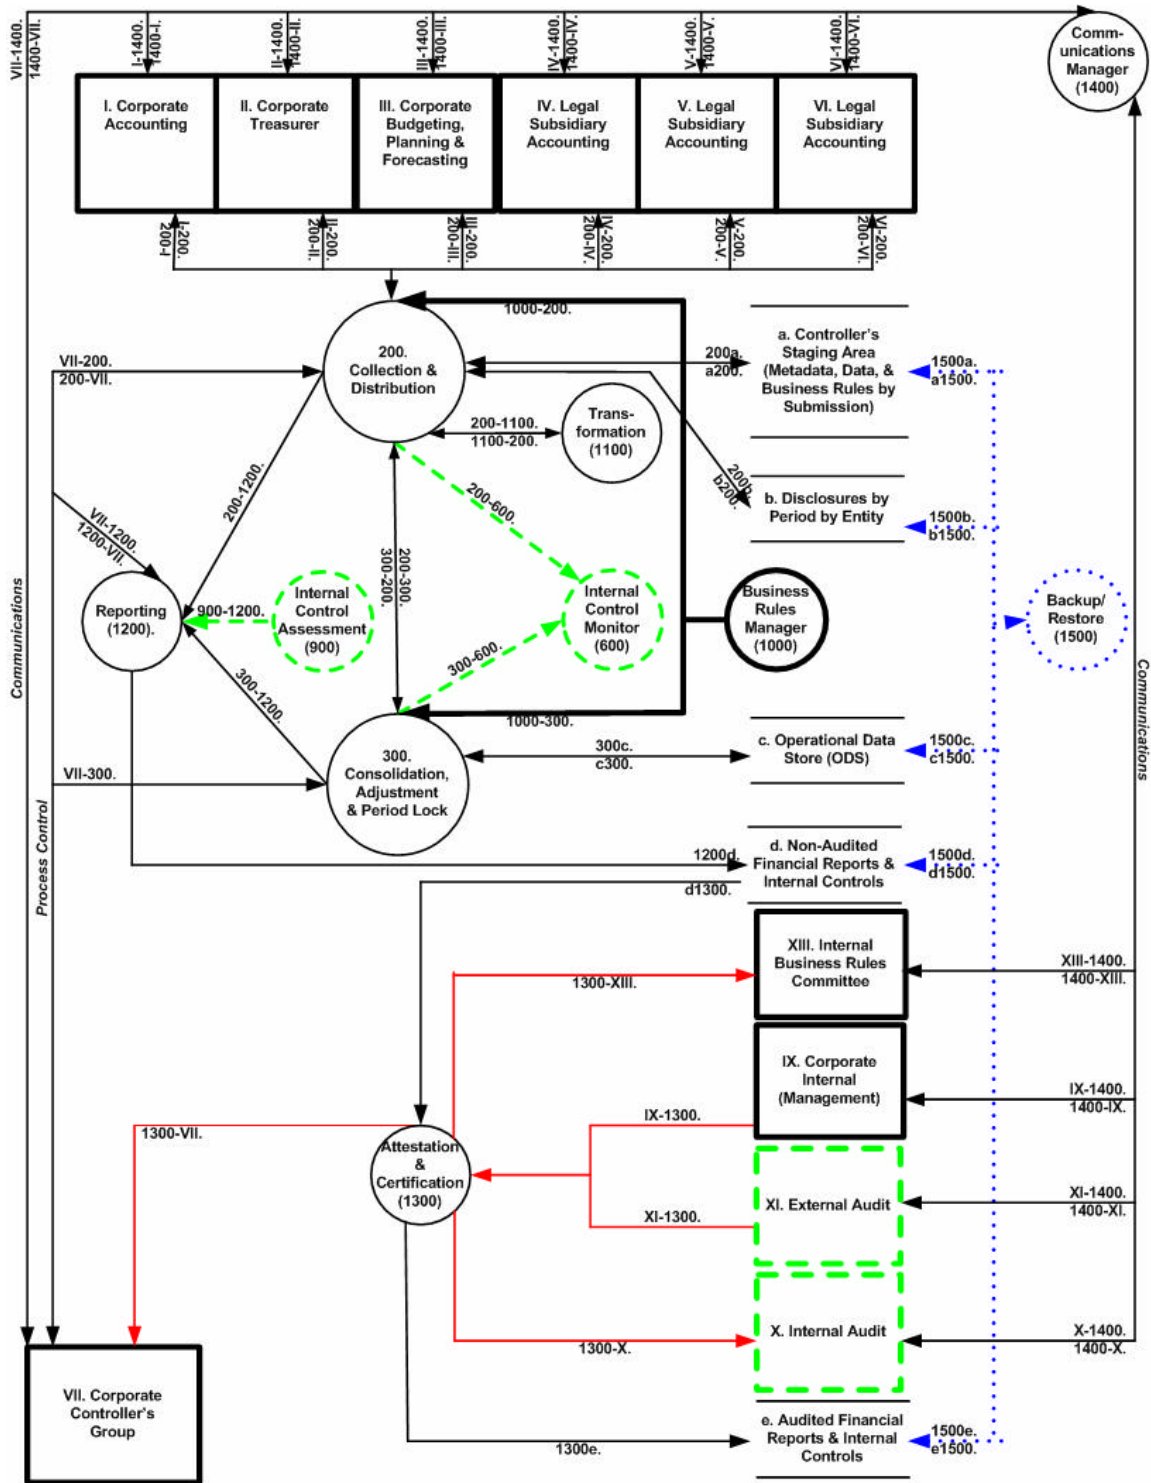 VII-1400.
1400-VII.
I-1400.
1400-I.
II-1400.
1400-II.
III-1400.
1400-III.
IV-1400.
1400-IV.
V-1400.
1400-V.
VI-1400.
1400-VI.
Comm-
unications
Manager
(1400)
I. Corporate
Accounting
II. Corporate
Treasurer
III. Corporate
Budgeting,
Planning &
Forecasting
IV. Legal
Subsidiary
Accounting
V. Legal
Subsidiary
Accounting
VI. Legal
Subsidiary
Accounting
I-200.
200-I
II-200.
200-II.
III-200.
200-III.
IV-200.
200-IV.
V-200.
200-V.
VI-200.
200-VI.
1000-200.
200.
Collection &
Distribution
VII-200.
200-VII.
200a.
a200.
a. Controller's
Staging Area
(Metadata, Data, &
Business Rules by
Submission)
1500a.
a1500.
200-1100.
1100-200.
Trans-
formation
(1100)
200-1200.
200-600.
200b.
b200.
b. Disclosures by
Period by Entity
1500b.
b1500.
VII-1200.
1200-VII.
200-300.
300-200.
Reporting
(1200).
900-1200.
Internal
Control
Assessment
(900)
Internal
Control
Monitor
(600)
Business
Rules
Manager
(1000)
Backup/
Restore
(1500)
Communications
Communications
300-600.
300-1200.
1000-300.
300.
Consolidation,
Adjustment
& Period Lock
VII-300.
300c.
c300.
c. Operational Data
Store (ODS)
1500c.
c1500.
Process Control
1200d.
d1300.
d. Non-Audited
Financial Reports &
Internal Controls
1500d.
d1500.
XIII. Internal
Business Rules
Committee
1300-XIII.
XIII-1400.
1400-XIII.
IX. Corporate
Internal
(Management)
IX-1400.
1400-IX.
IX-1300.
1300-VII.
Attestation
&
Certification
(1300)
XI. External Audit
XI-1300.
XI-1400.
1400-XI.
X. Internal Audit
1300-X.
X-1400.
1400-X.
VII. Corporate
Controller's
Group
1300e.
e. Audited Financial
Reports & Internal
Controls
1500e.
e1500.